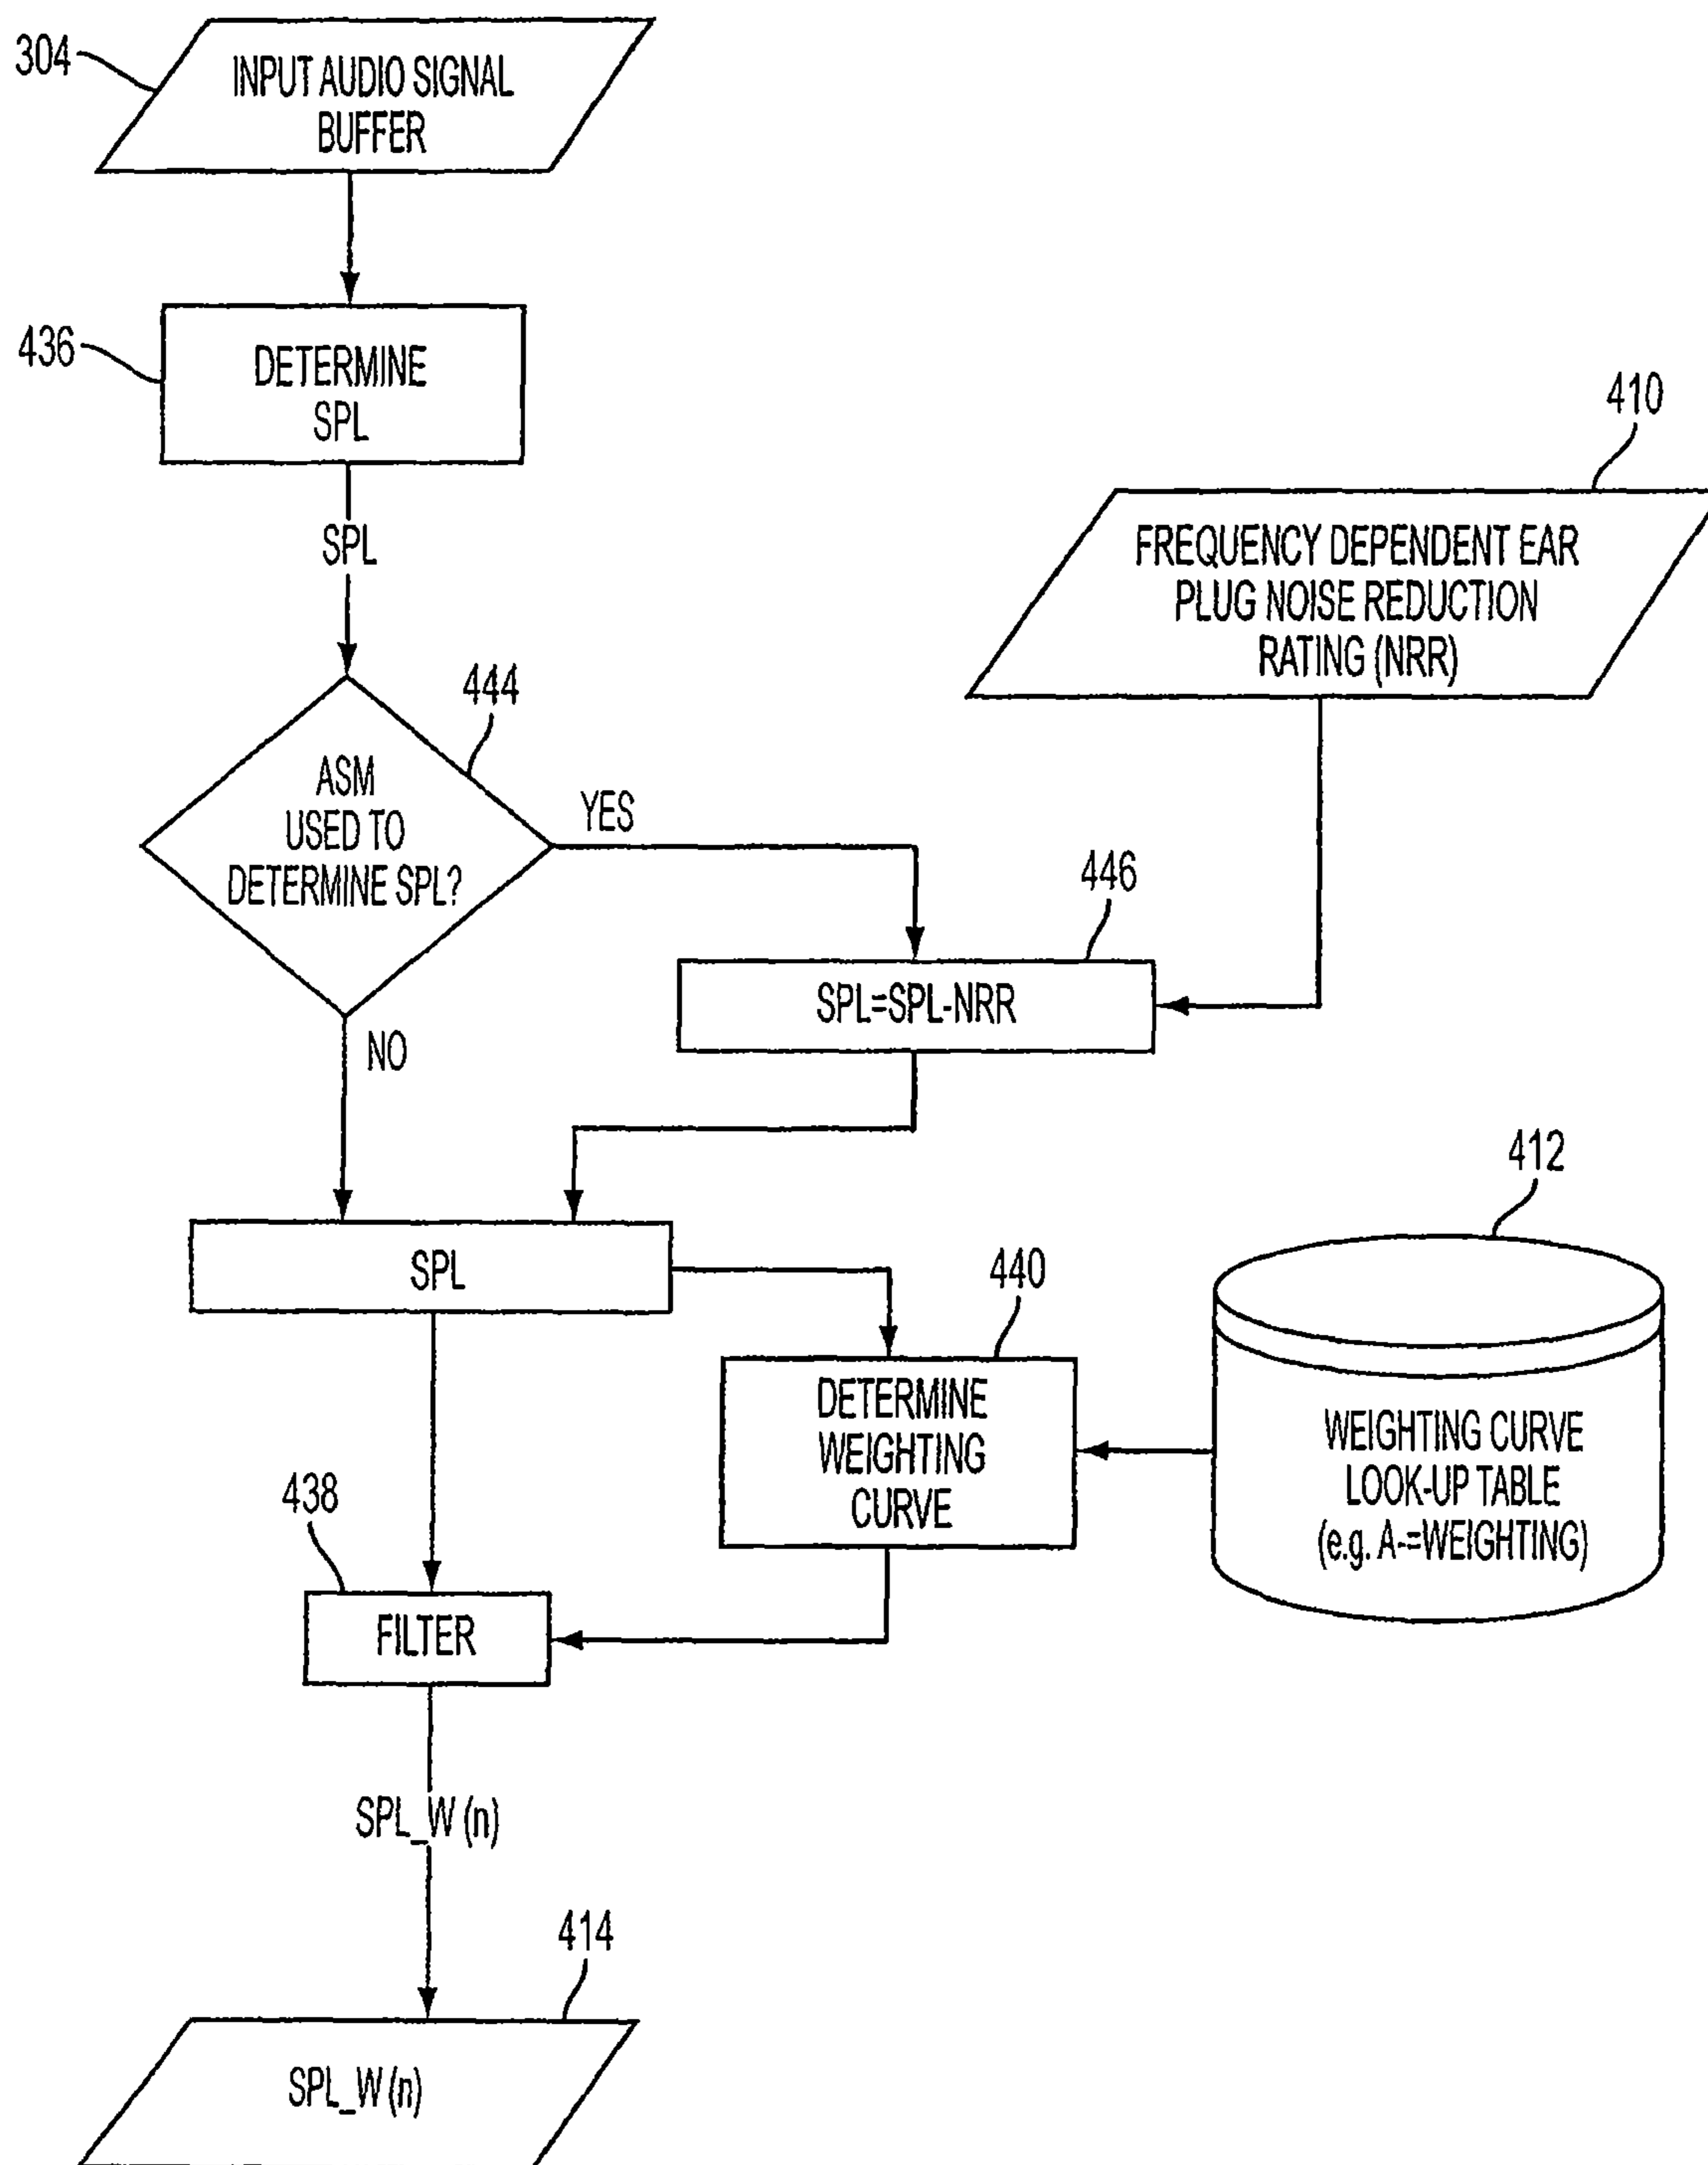 304
INPUT AUDIO SIGNAL
BUFFER
436
DETERMINE
SPL
SPL
410
FREQUENCY DEPENDENT EAR
PLUG NOISE REDUCTION
RATING (NRR)
444
ASM
USED TO
DETERMINE SPL?
YES
446
SPL=SPL-NRR
NO
412
SPL
440
DETERMINE
WEIGHTING
CURVE
WEIGHTING CURVE
LOOK-UP TABLE
(e.g. A-=WEIGHTING)
438
FILTER
SPL_W (n)
414
SPL_W (n)